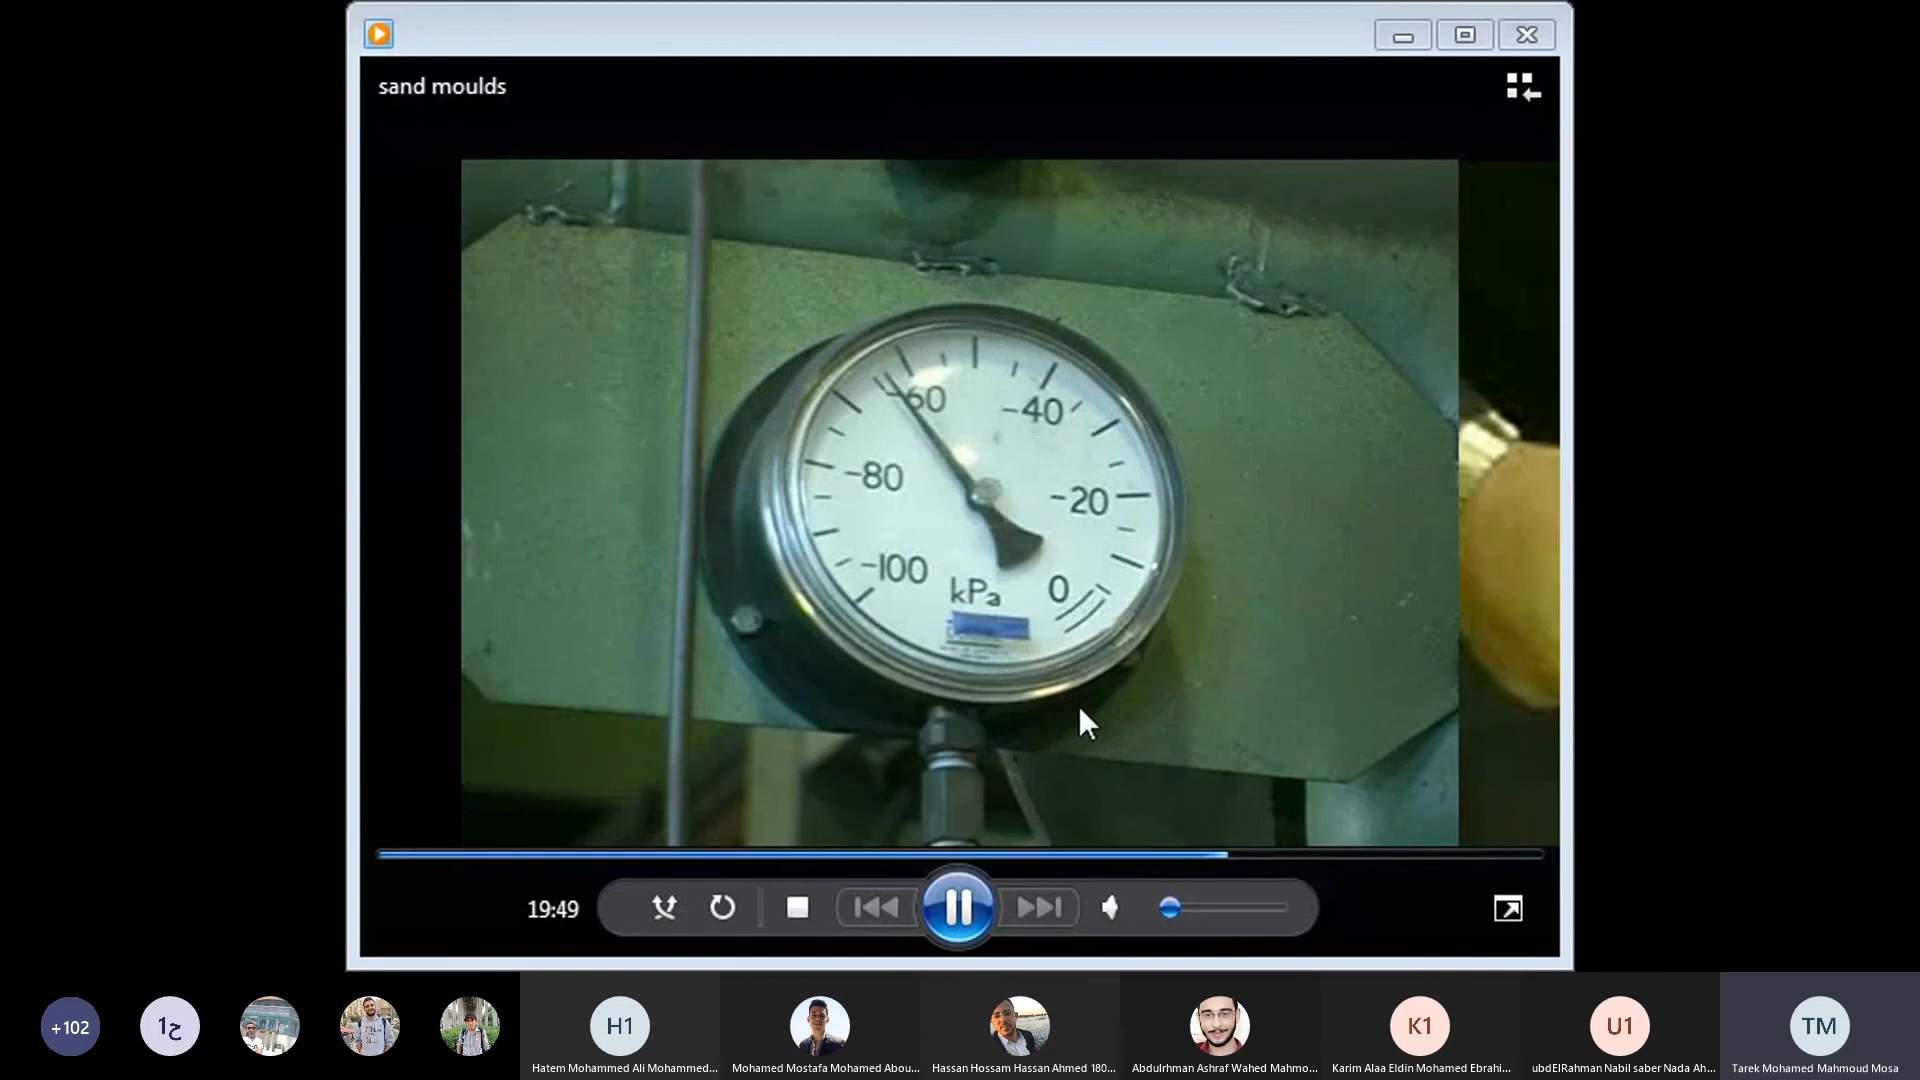 sand moulds
-60
-40
-80
-20
-100
0
kPa
19:49
+102
ح1
H1
K1
U1
TM
Hatem Mohammed Ali Mohammed...
Mohamed Mostafa Mohamed Abou...
Hassan Hossam Hassan Ahmed 180...
Abdulrhman Ashraf Wahed Mahmo...
Karim Alaa Eldin Mohamed Ebrahi...
ubdElRahman Nabil saber Nada Ah...
Tarek Mohamed Mahmoud Mosa